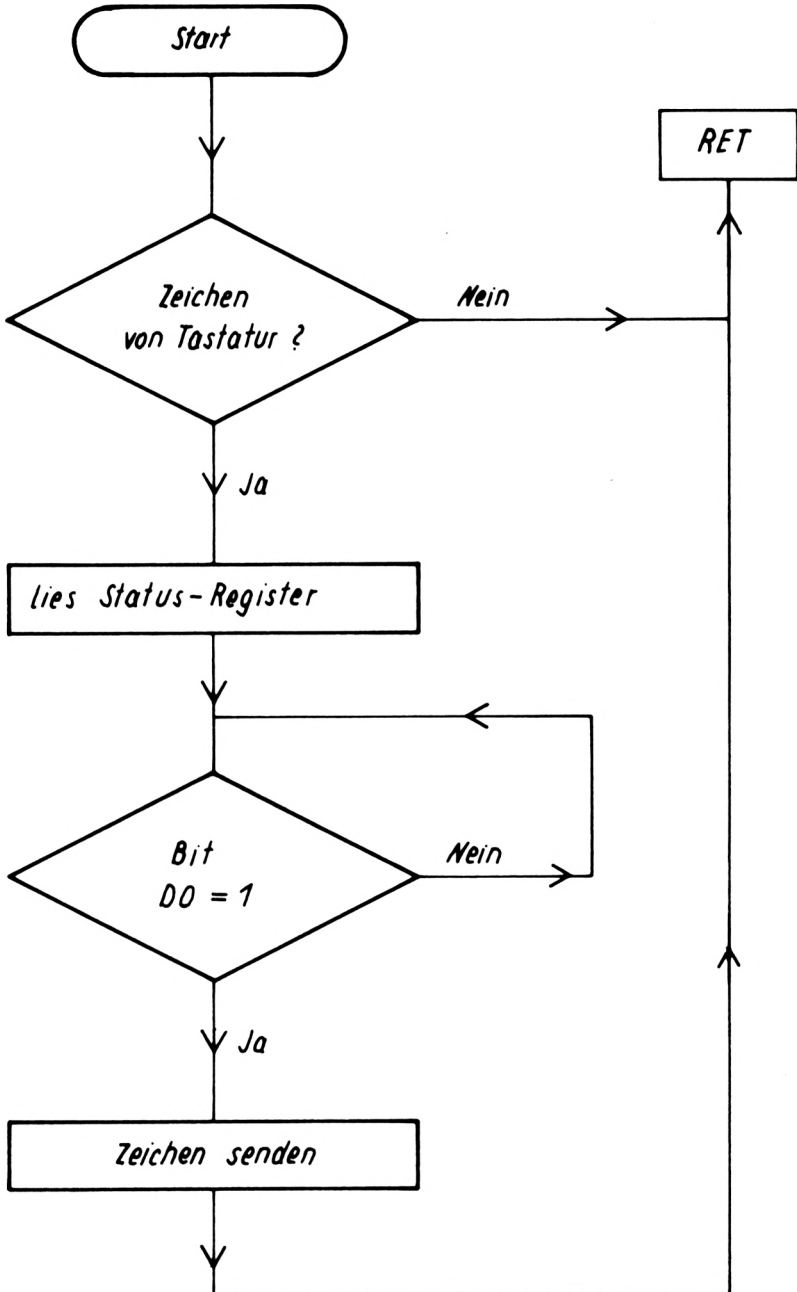 Start
RET
Zeichen
von Tastatur ?
Nein
Ja
lies Status-Register
Bit
D0 = 1
Nein
Ja
Zeichen senden